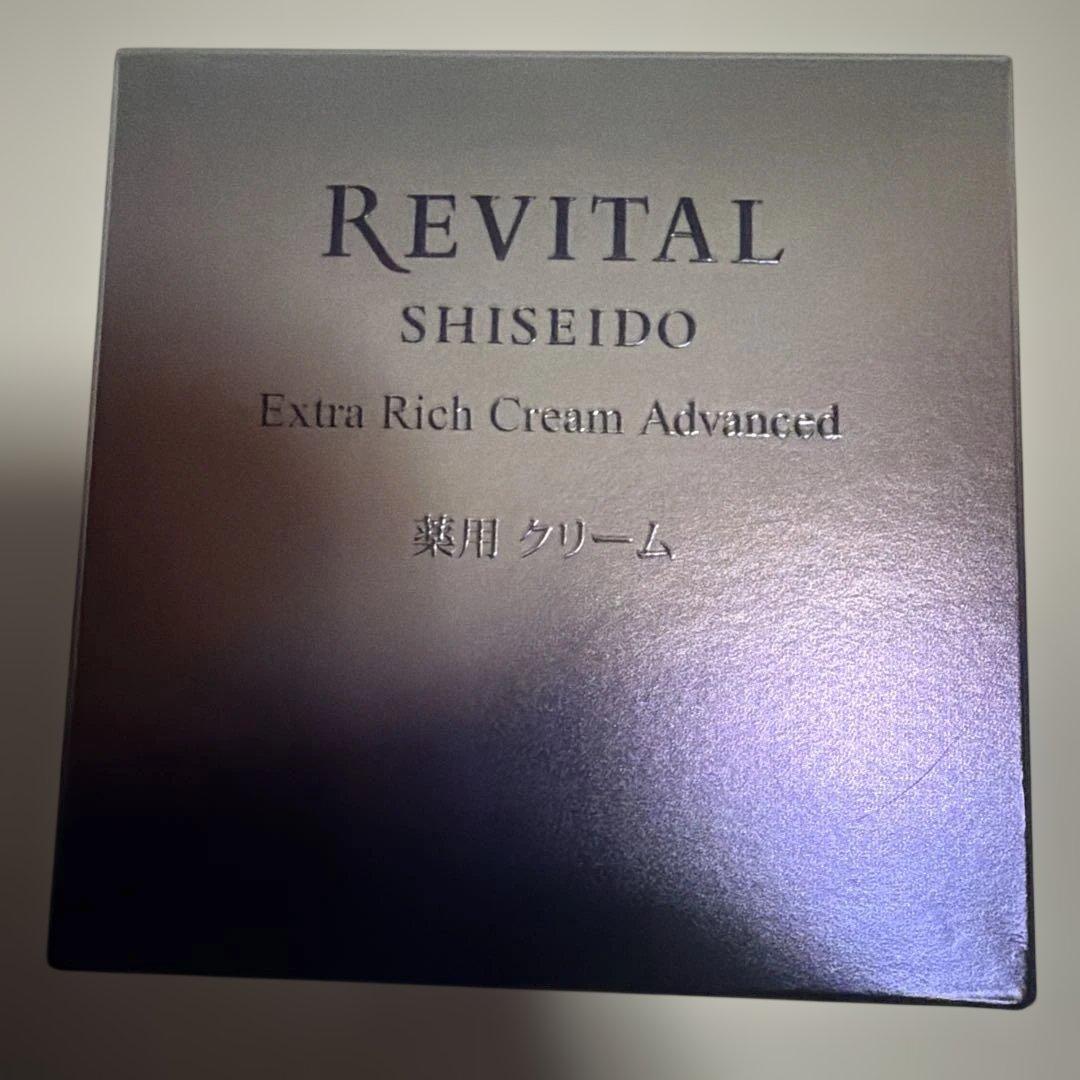 REVITAL
SHISEIDO
Extra Rich Cream Advanced
薬用 クリーム